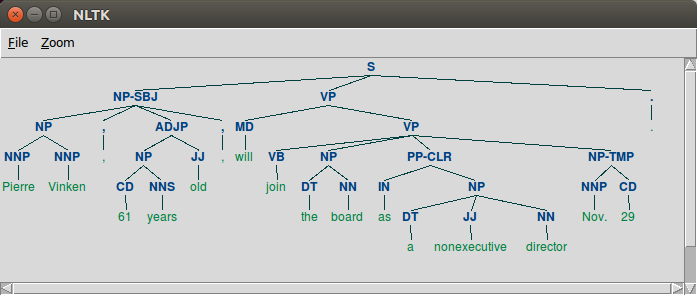 NLTK
File Zoom
S
NP-SBJ VP .
NP , ADJP , MD VP .
NNP NNP , NP JJ , will VB NP PP-CLR NP-TMP
Pierre Vinken CD NNS old join DT NN IN NP NNP CD
61 years the board as DT JJ NN Nov. 29
a nonexecutive director